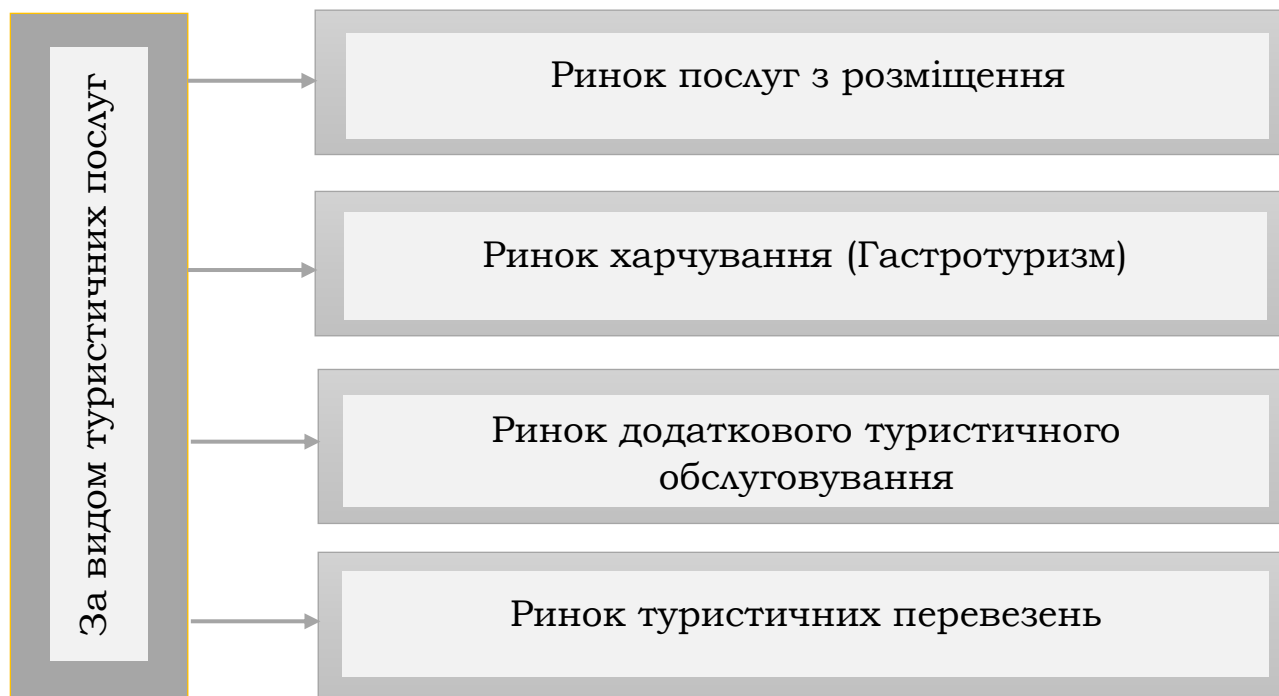 За видом туристичних послуг
Ринок послуг з розміщення
Ринок харчування (Гастротуризм)
Ринок додаткового туристичного
обслуговування
Ринок туристичних перевезень